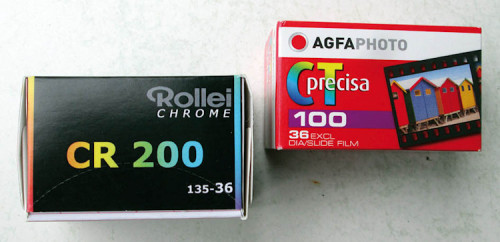 Rollei
CHROME
CR 200
135-36
AGFAPHOTO
CT precisa
100
36 EXCL
DIA/SLIDE FILM